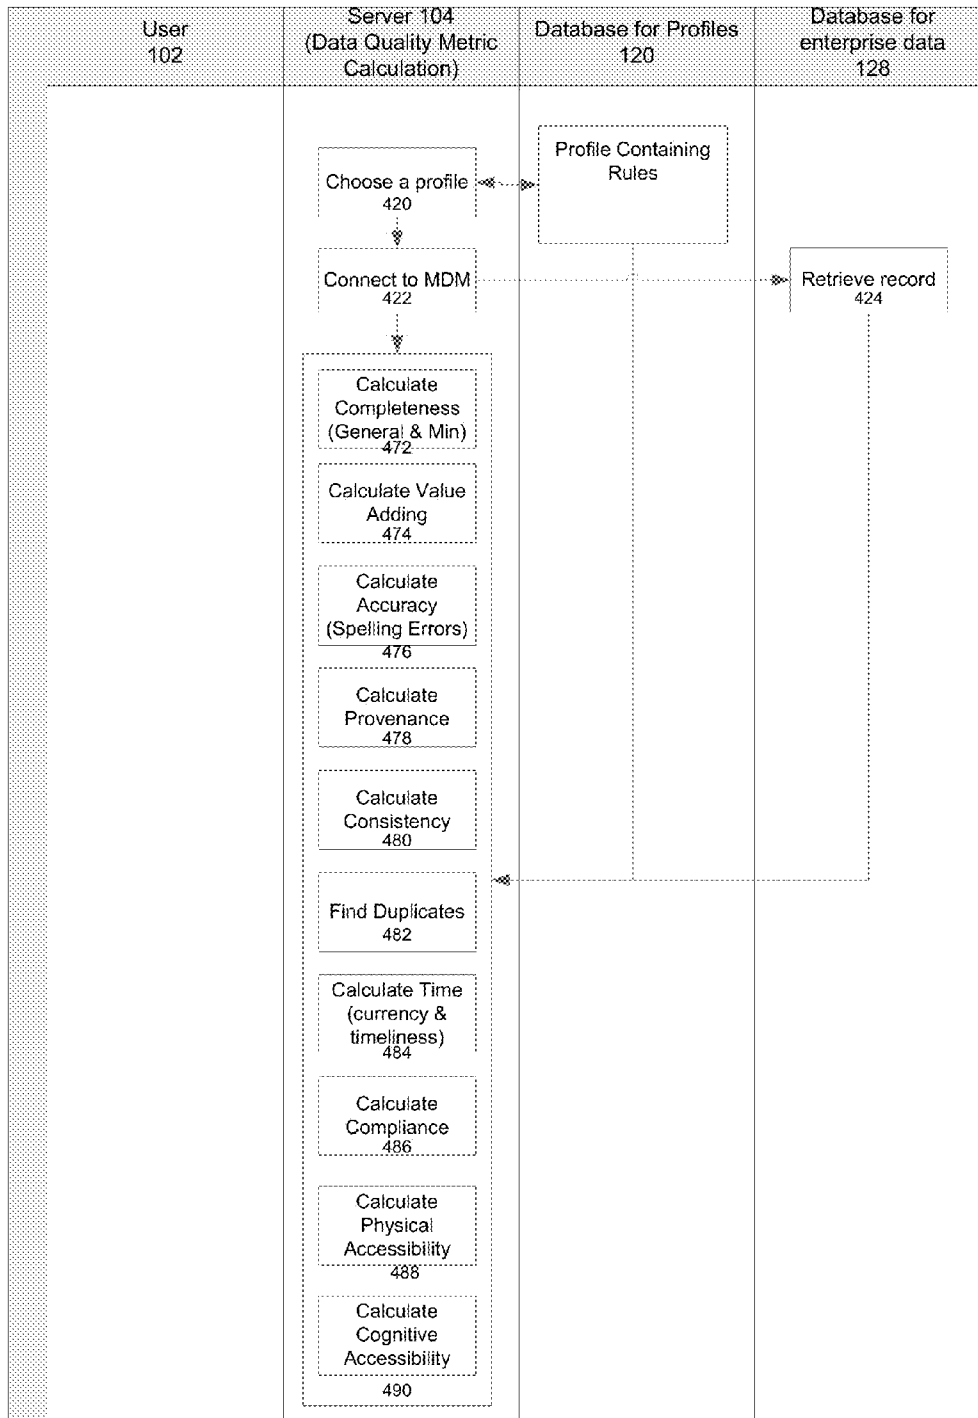 User
102
Server 104
(Data Quality Metric
Calculation)
Database for Profiles
120
Database for
enterprise data
128
Profile Containing
Rules
Choose a profile
420
Connect to MDM
422
Retrieve record
424
Calculate
Completeness
(General & Min)
472
Calculate Value
Adding
474
Calculate
Accuracy
(Spelling Errors)
476
Calculate
Provenance
478
Calculate
Consistency
480
Find Duplicates
482
Calculate Time
(currency &
timeliness)
484
Calculate
Compliance
486
Calculate
Physical
Accessibility
488
Calculate
Cognitive
Accessibility
490